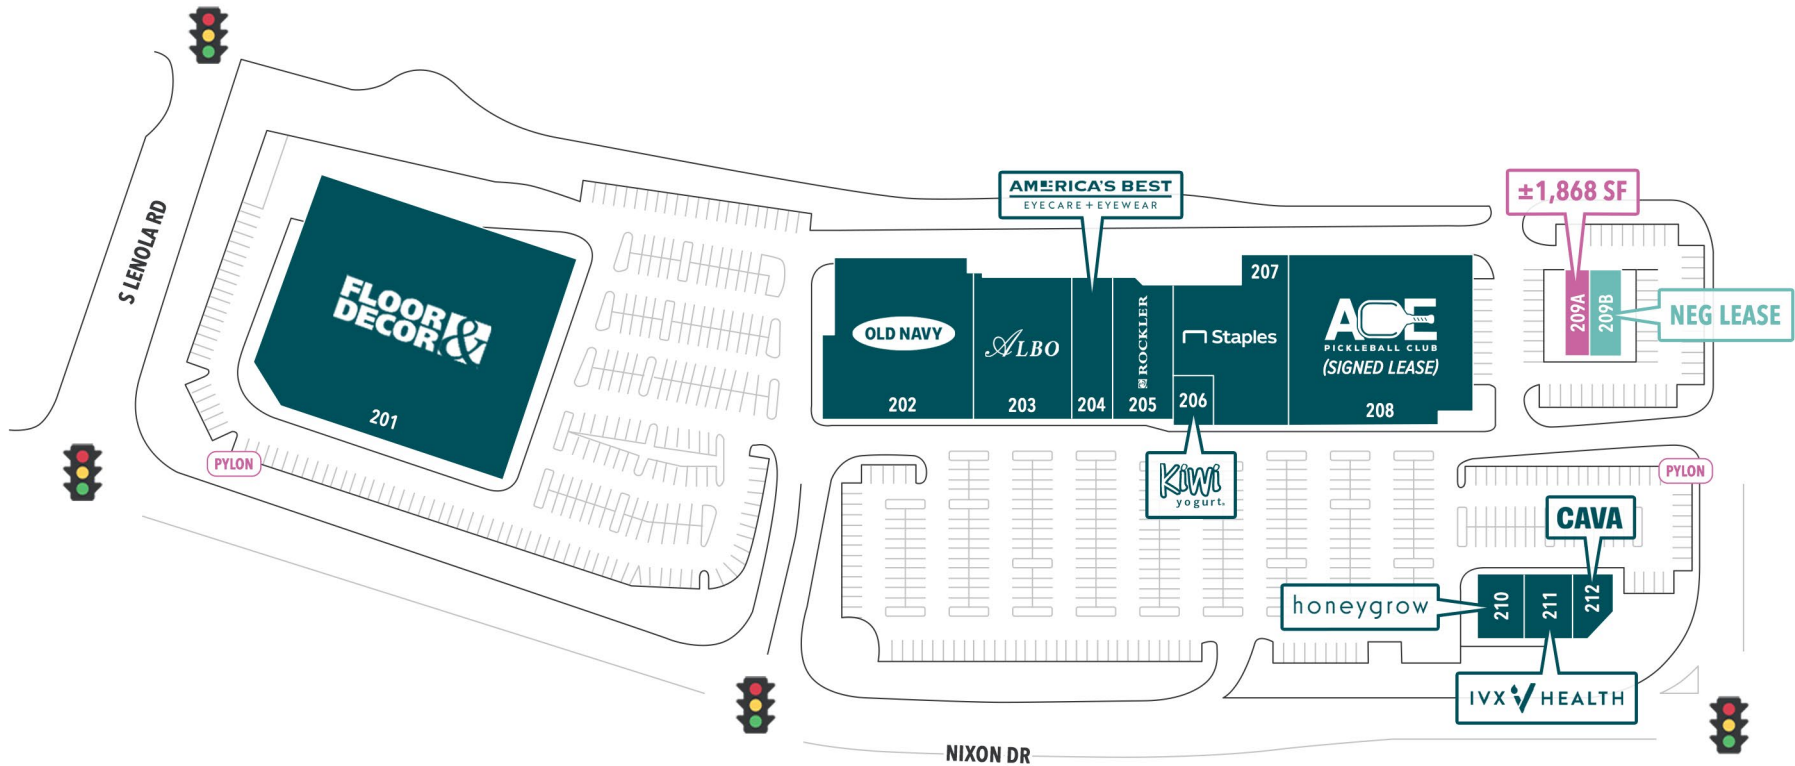 S LENOLA RD
FLOOR &
DECOR
201
PYLON
AMERICA'S BEST
EYECARE + EYEWEAR
OLD NAVY
202
ALBO
203
204
ROCKLER
205
Staples
206
207
ACE
PICKLEBALL CLUB
(SIGNED LEASE)
208
KiWi
yogurt
±1,868 SF
209A
209B
NEG LEASE
PYLON
CAVA
honeygrow
210
211
212
IVX HEALTH
NIXON DR